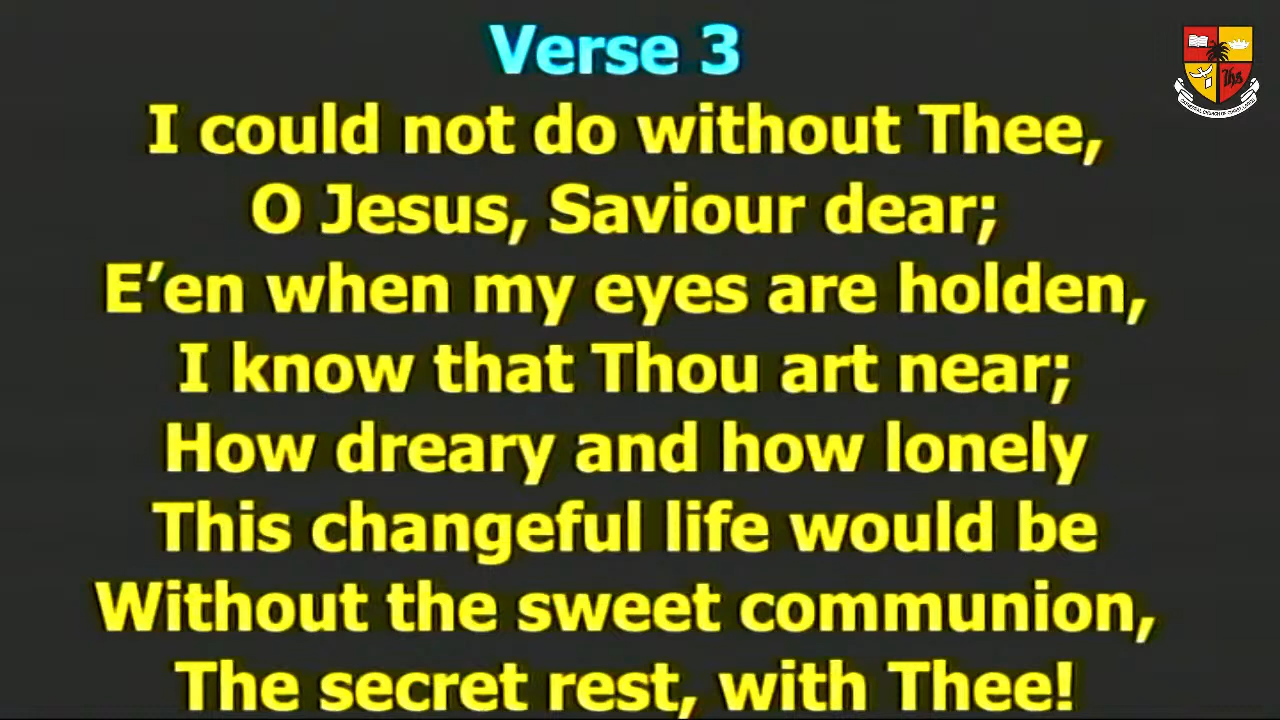 Verse 3
I could not do without Thee,
O Jesus, Saviour dear;
E’en when my eyes are holden,
I know that Thou art near;
How dreary and how lonely
This changeful life would be
Without the sweet communion,
The secret rest, with Thee!